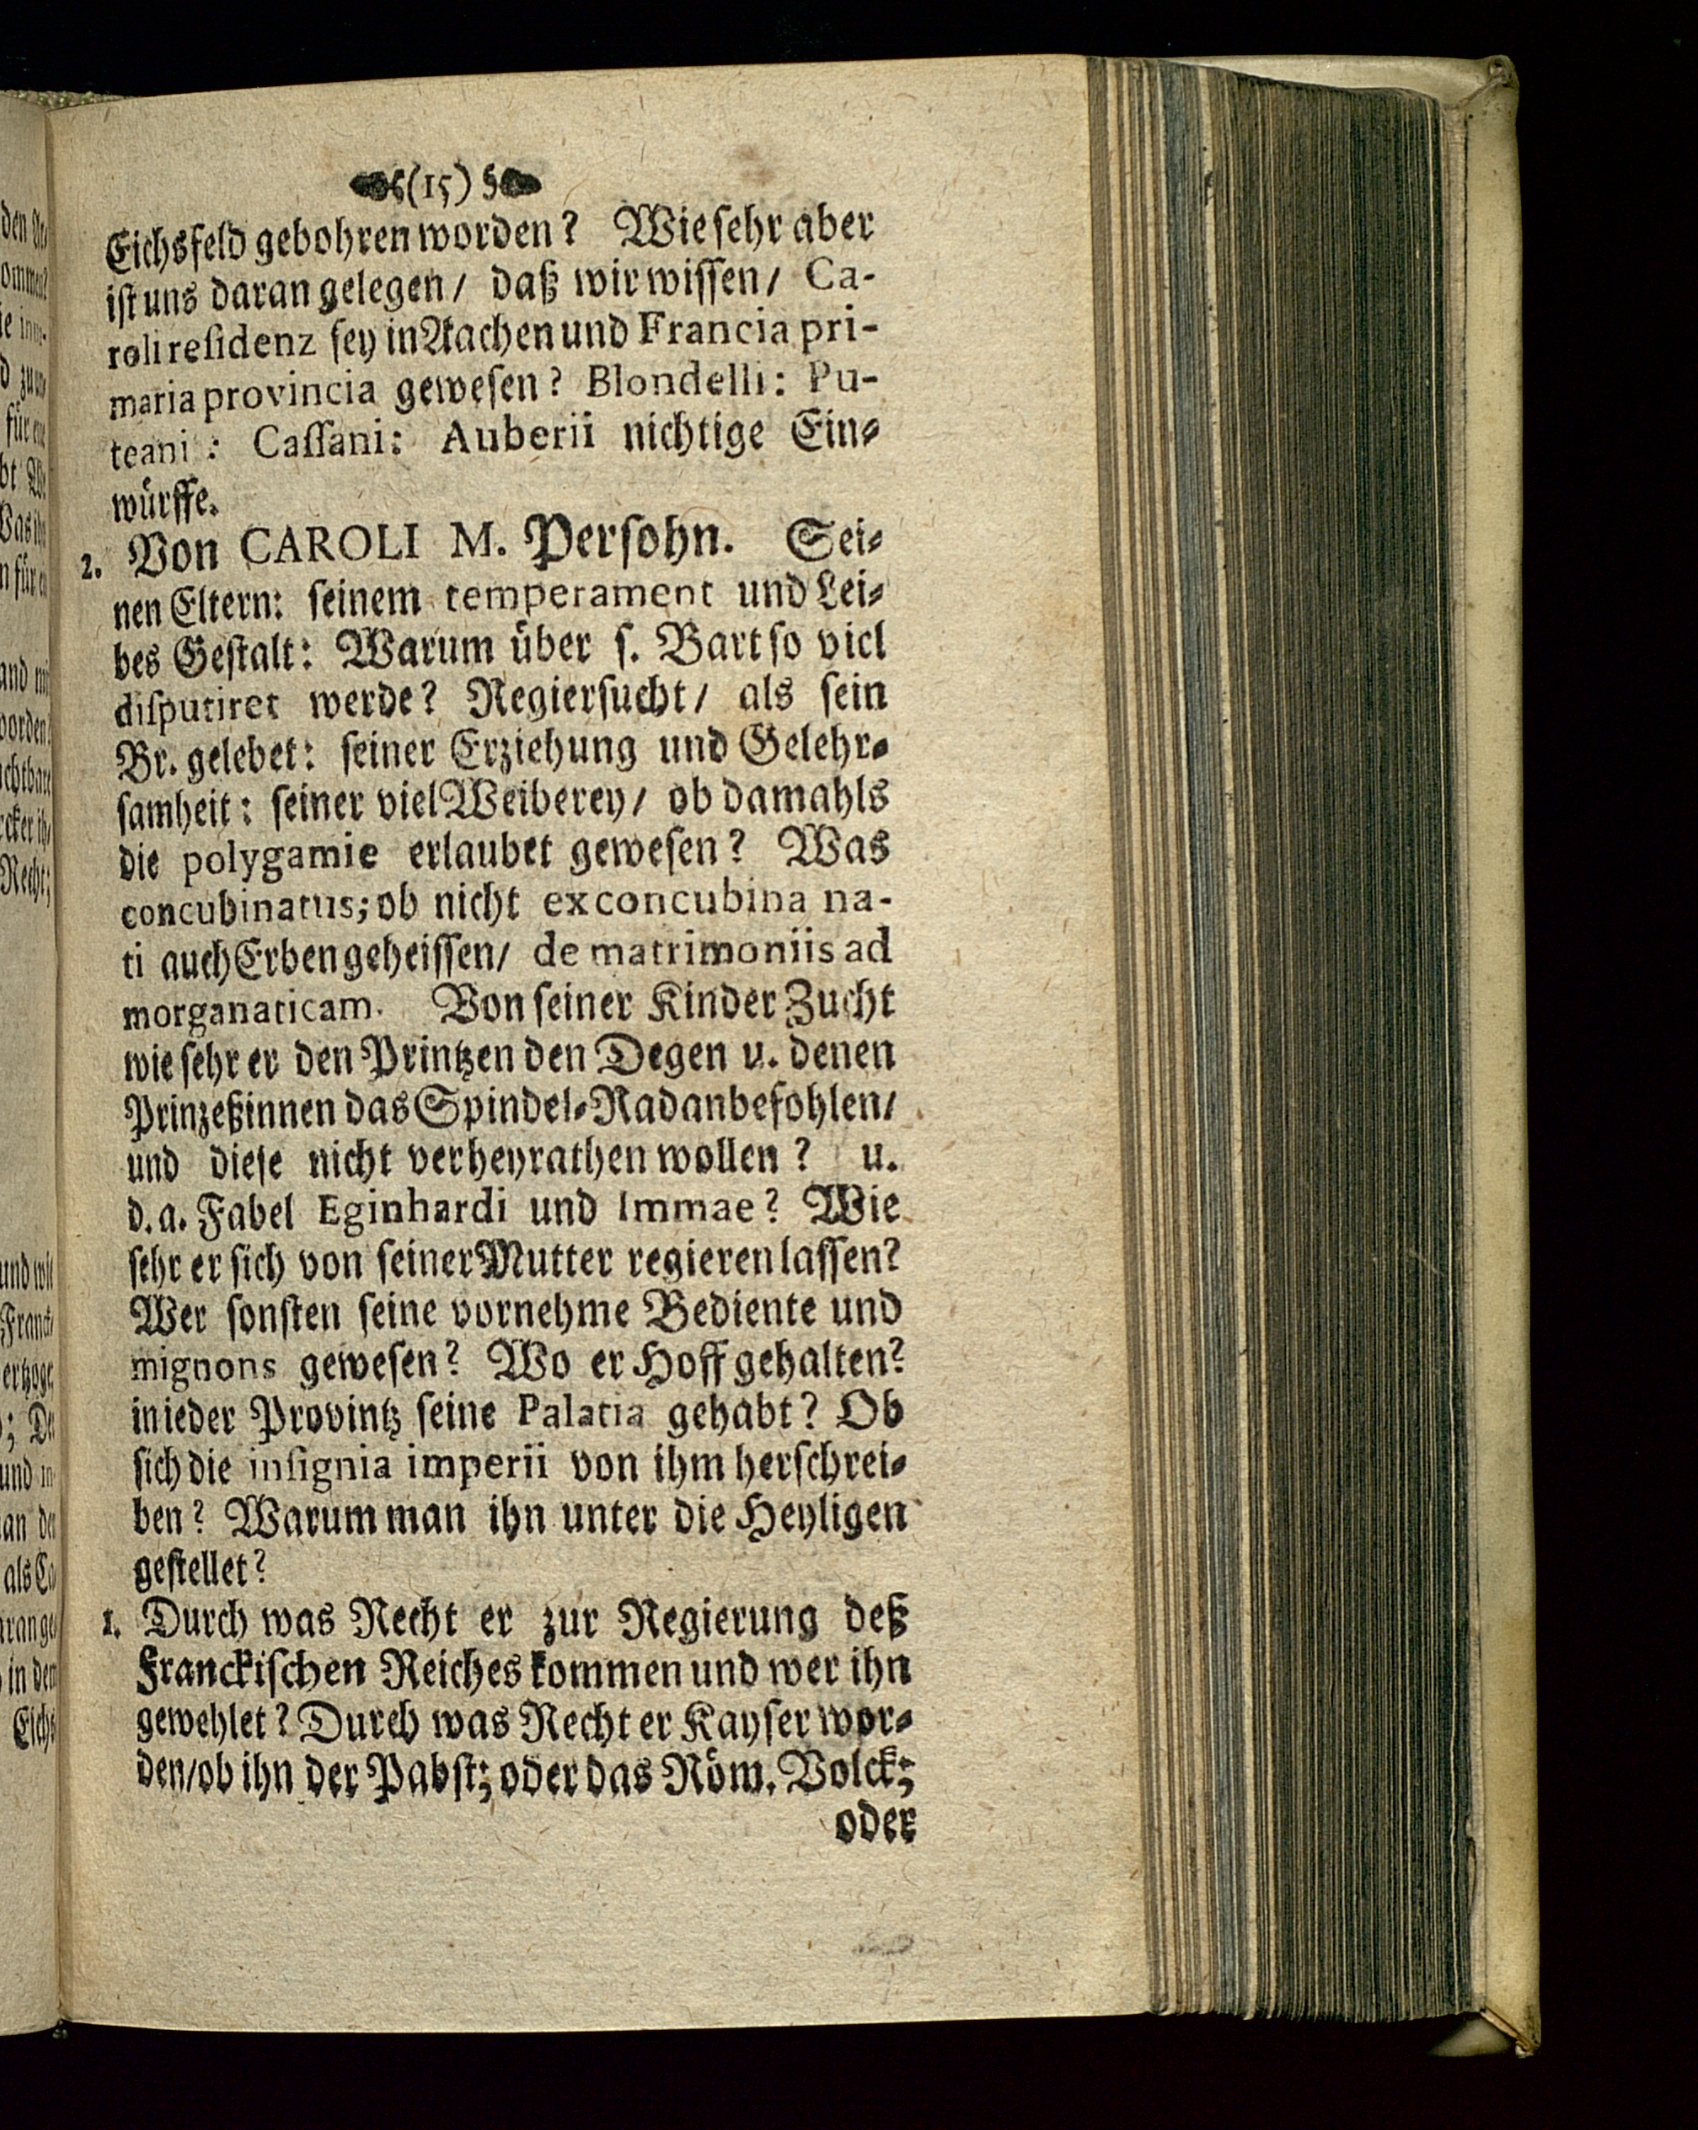 (15)
Eichsfeld gebohren worden? Wie sehr aber
ist uns daran gelegen/ daß wir wissen/ Ca-
roli residenz sey in Aachen und Francia pri-
maria provincia gewesen? Blondelli: Pu-
teani: Cassani: Auberii nichtige Ein-
würffe.
2. Von CAROLI M. Persohn. Sei-
nen Eltern: seinem temperament und Lei-
bes Gestalt: Warum über s. Bart so viel
disputiret werde? Regiersucht/ als sein
Br. gelebet: seiner Erziehung und Gelehr-
samheit: seiner viel Weiberey/ ob damahls
die polygamie erlaubet gewesen? Was
concubinatus; ob nicht ex concubina na-
ti auch Erben geheissen/ de matrimoniis ad
morganaticam. Von seiner Kinder Zucht
wie sehr er den Printzen den Degen u. denen
Prinzeßinnen das Spindel-Rad anbefohlen/
und diese nicht verheyrathen wollen? u.
d. a. Fabel Eginhardi und Immae? Wie
sehr er sich von seiner Mutter regieren lassen?
Wer sonsten seine vornehme Bediente und
mignons gewesen? Wo er Hoff gehalten?
in ieder Provintz seine Palatia gehabt? Ob
sich die insignia imperii von ihm herschrei-
ben? Warum man ihn unter die Heyligen
gestellet?
1. Durch was Recht er zur Regierung deß
Franckischen Reiches kommen und wer ihn
gewehlet? Durch was Recht er Kayser wor-
den/ ob ihn der Pabst; oder das Röm. Volck;
oder